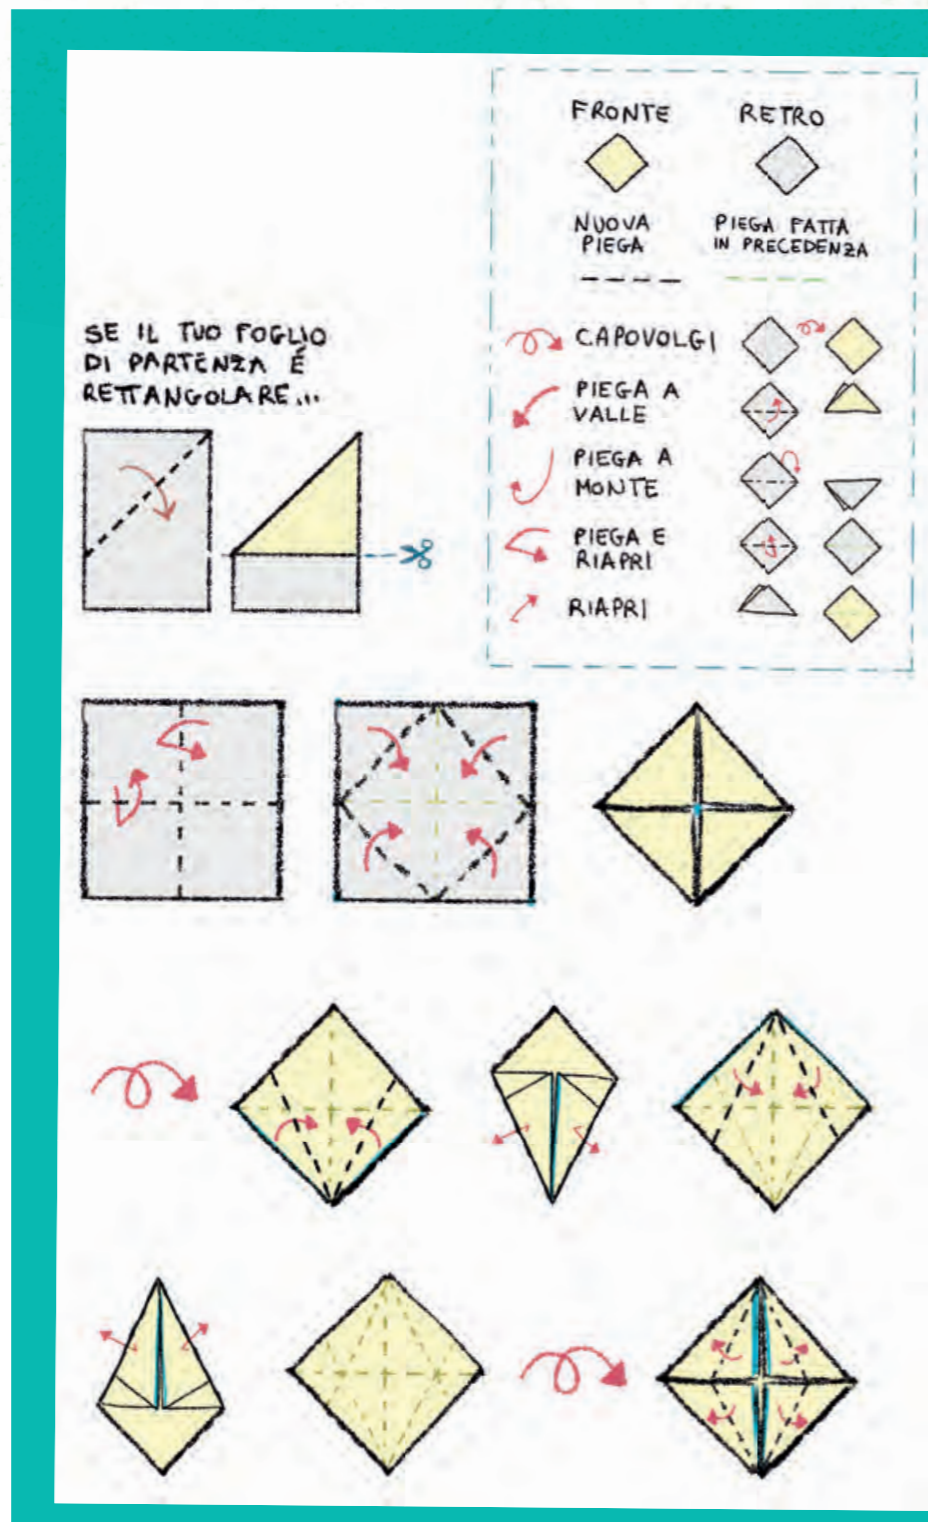 FRONTE
RETRO
NUOVA
PIEGA
PIEGA FATTA
IN PRECEDENZA
CAPOVOLGI
PIEGA A
VALLE
PIEGA A
MONTE
PIEGA E
RIAPRI
RIAPRI
SE IL TUO FOGLIO
DI PARTENZA É
RETTANGOLARE...